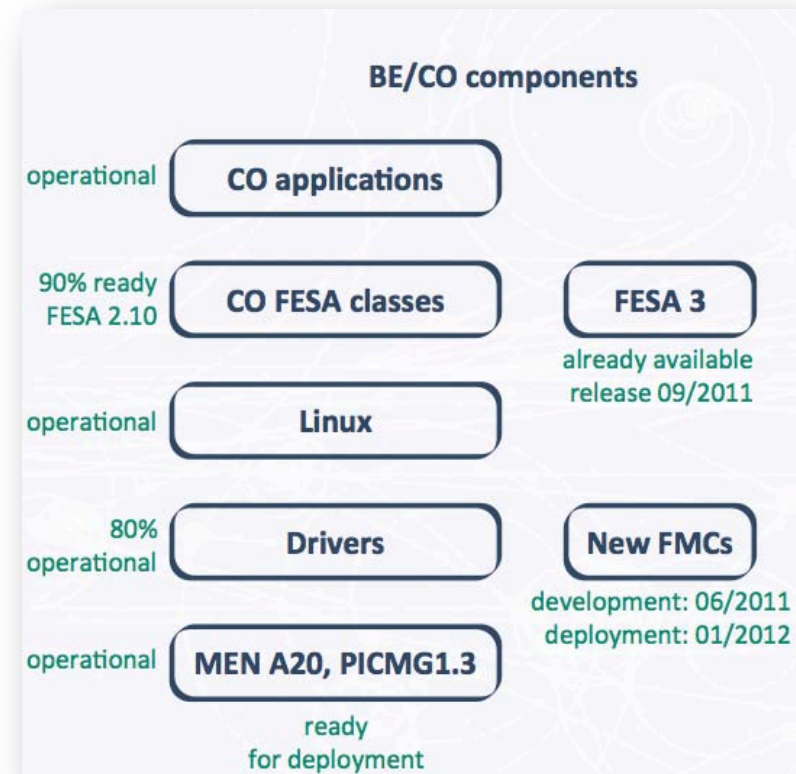 BE/CO components
operational
CO applications
90% ready
FESA 2.10
CO FESA classes
FESA 3
already available
release 09/2011
operational
Linux
80%
operational
Drivers
New FMCs
development: 06/2011
deployment: 01/2012
operational
MEN A20, PICMG1.3
ready
for deployment